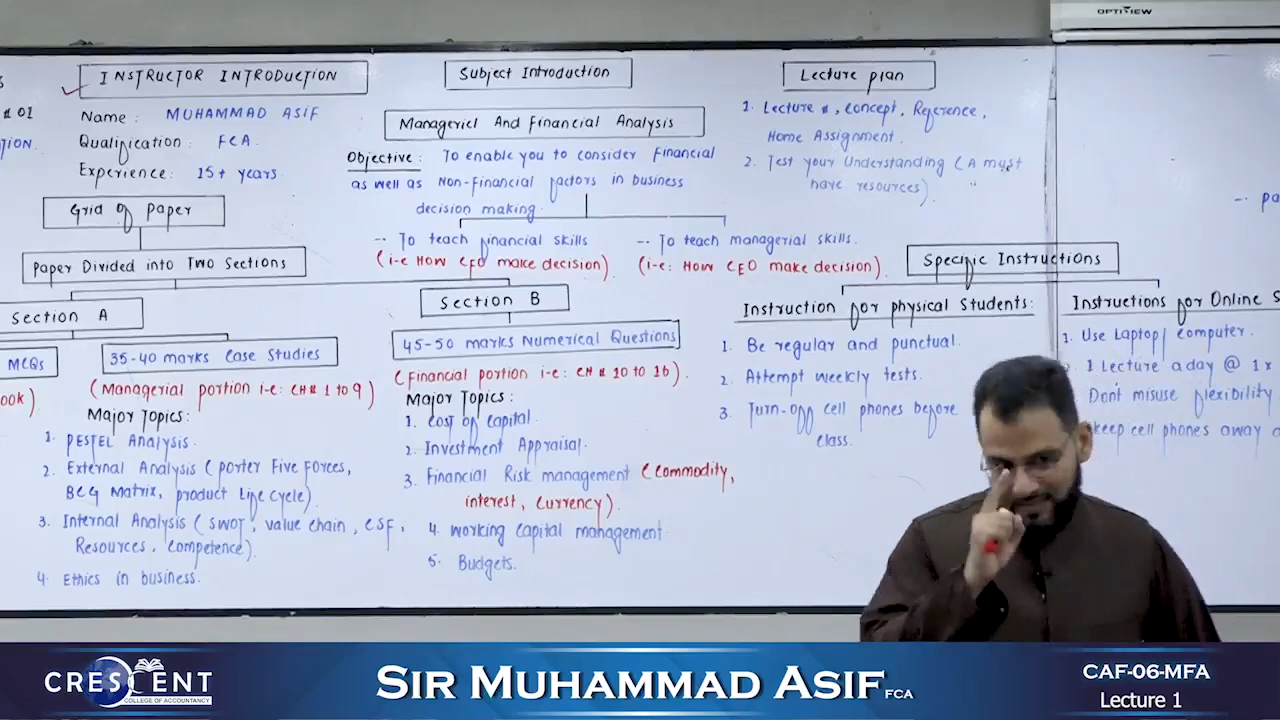 OPTIVIEW
INSTRUCTOR INTRODUCTION
Name : MUHAMMAD ASIF
Qualification : FCA.
Experience : 15+ years.
# 01
Grid of Paper
Paper Divided into Two Sections
Section A
MCQs
35-40 marks Case Studies
(Managerial portion i-e: CH# 1 to 9)
Major Topics:
1. PESTEL Analysis.
2. External Analysis (Porter Five Forces,
BCG Matrix, product Life Cycle).
3. Internal Analysis (SWOT, value chain, CSF,
Resources, Competence).
4. Ethics in business.
Subject Introduction
Managericl And Financial Analysis
Objective : To enable you to consider Financial
as well as Non-Financial factors in business
decision making.
-- To teach financial skills
(i-e How CFO make decision).
-- To teach managerial skills.
(i-e: How CEO make decision).
Section B
45-50 marks Numerical Questions
(Financial portion i-e: CH# 10 to 16).
Major Topics:
1. Cost of Capital.
2. Investment Appraisal.
3. Financial Risk management (Commodity,
interest, Currency).
4. Working Capital management
5. Budgets.
Lecture plan
1. Lecture #, Concept, Reference,
Home Assignment.
2. Test your Understanding (A must
have resources).
Specific Instructions
Instruction for physical Students:
1. Be regular and punctual.
2. Attempt weekly tests.
3. Turn-off cell phones before
class.
Instructions for Online S
1. Use Laptop/ computer.
1 Lecture a day @ 1x
Don't misuse flexibility
keep cell phones away
CRESCENT
COLLEGE OF ACCOUNTANCY
SIR MUHAMMAD ASIF FCA
CAF-06-MFA
Lecture 1